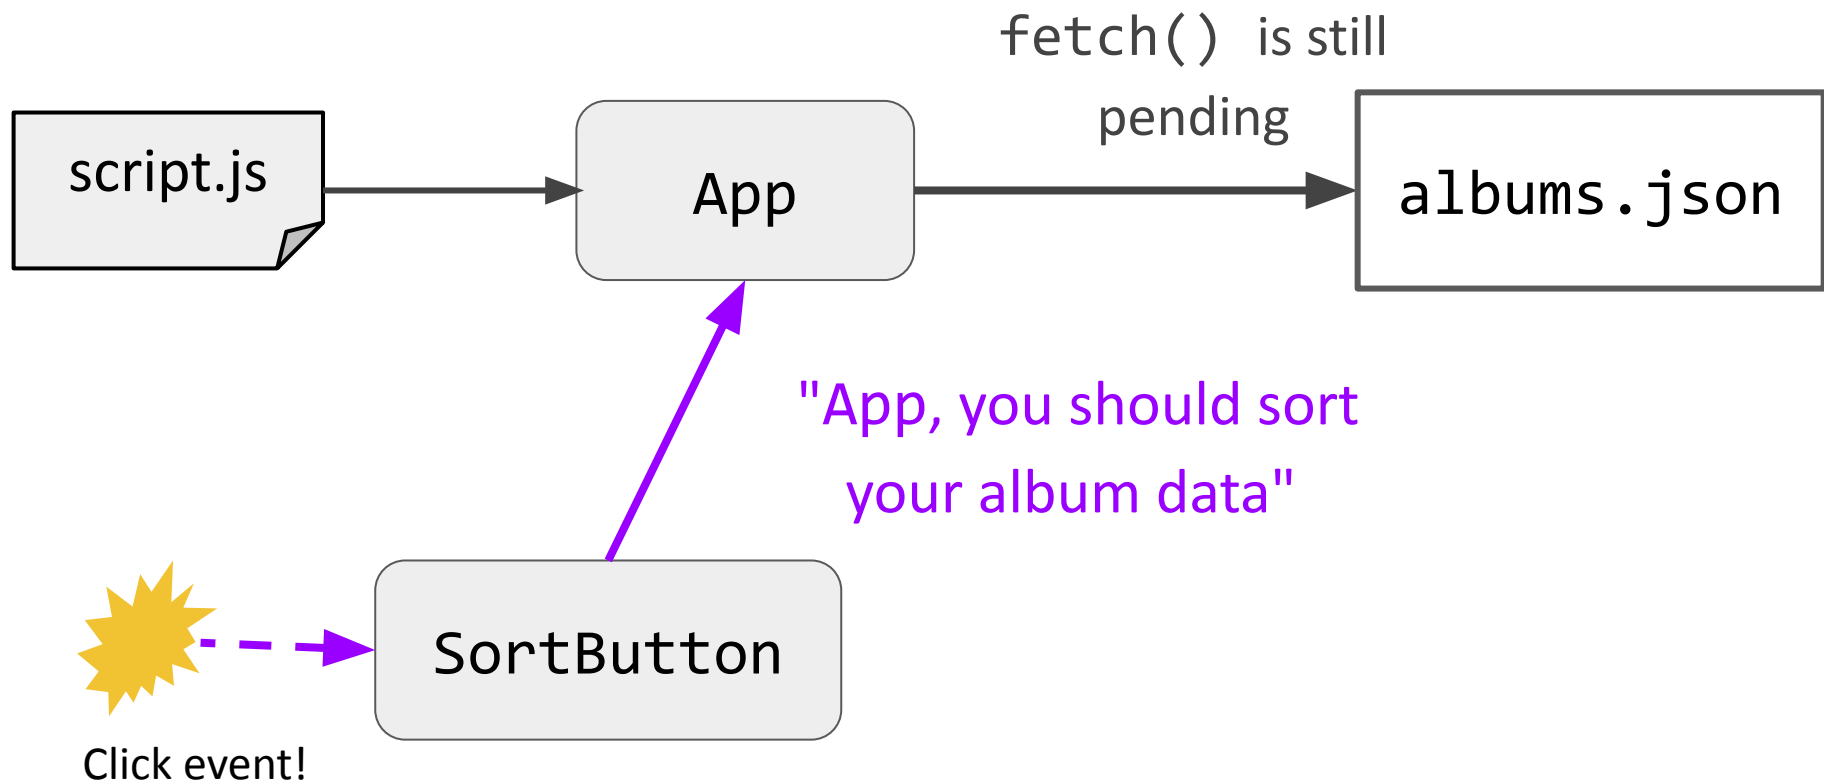 fetch() is still
pending
script.js
App
albums.json
"App, you should sort
your album data"
SortButton
Click event!